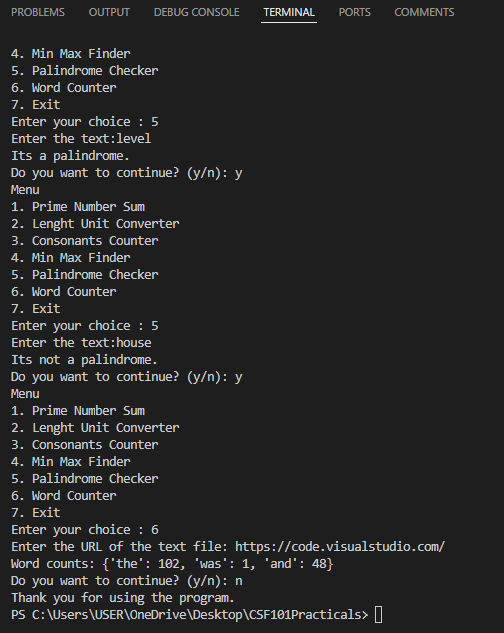 PROBLEMS OUTPUT DEBUG CONSOLE TERMINAL PORTS COMMENTS
4. Min Max Finder
5. Palindrome Checker
6. Word Counter
7. Exit
Enter your choice : 5
Enter the text:level
Its a palindrome.
Do you want to continue? (y/n): y
Menu
1. Prime Number Sum
2. Lenght Unit Converter
3. Consonants Counter
4. Min Max Finder
5. Palindrome Checker
6. Word Counter
7. Exit
Enter your choice : 5
Enter the text:house
Its not a palindrome.
Do you want to continue? (y/n): y
Menu
1. Prime Number Sum
2. Lenght Unit Converter
3. Consonants Counter
4. Min Max Finder
5. Palindrome Checker
6. Word Counter
7. Exit
Enter your choice : 6
Enter the URL of the text file: https://code.visualstudio.com/
Word counts: {'the': 102, 'was': 1, 'and': 48}
Do you want to continue? (y/n): n
Thank you for using the program.
PS C:\Users\USER\OneDrive\Desktop\CSF101Practicals>